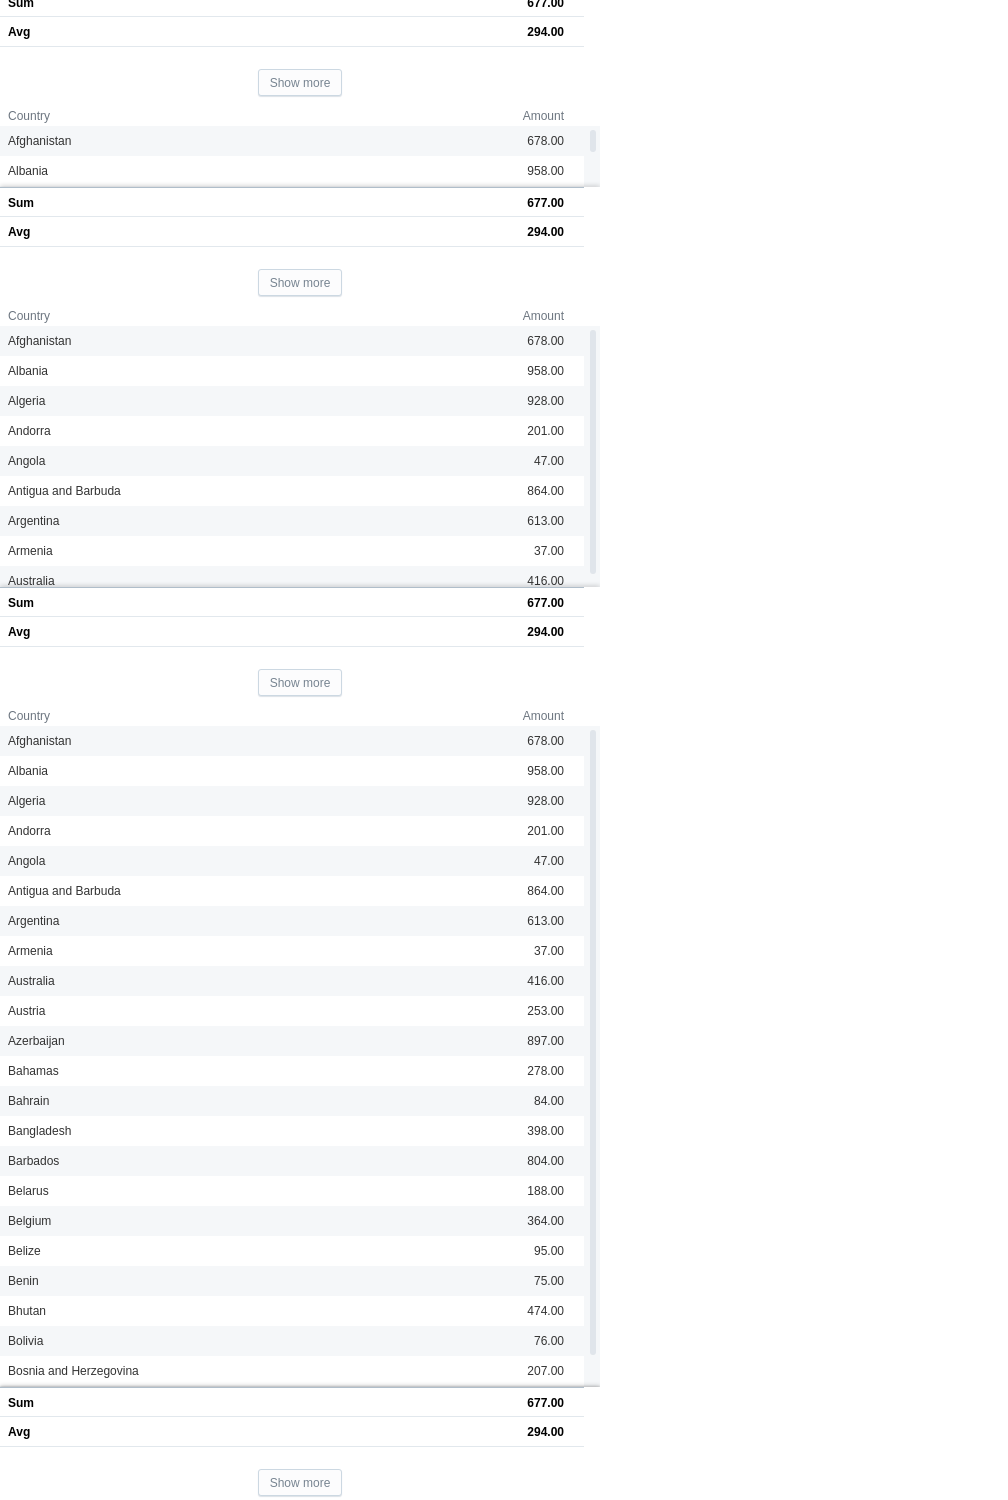 Sum 677.00
Avg 294.00
Show more
Country Amount
Afghanistan 678.00
Albania 958.00
Sum 677.00
Avg 294.00
Show more
Country Amount
Afghanistan 678.00
Albania 958.00
Algeria 928.00
Andorra 201.00
Angola 47.00
Antigua and Barbuda 864.00
Argentina 613.00
Armenia 37.00
Australia 416.00
Sum 677.00
Avg 294.00
Show more
Country Amount
Afghanistan 678.00
Albania 958.00
Algeria 928.00
Andorra 201.00
Angola 47.00
Antigua and Barbuda 864.00
Argentina 613.00
Armenia 37.00
Australia 416.00
Austria 253.00
Azerbaijan 897.00
Bahamas 278.00
Bahrain 84.00
Bangladesh 398.00
Barbados 804.00
Belarus 188.00
Belgium 364.00
Belize 95.00
Benin 75.00
Bhutan 474.00
Bolivia 76.00
Bosnia and Herzegovina 207.00
Sum 677.00
Avg 294.00
Show more